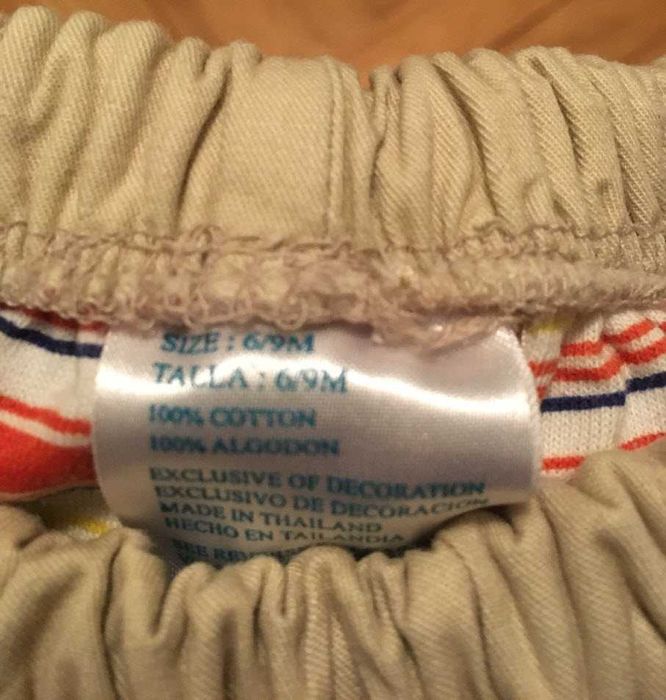 SIZE : 6/9M
TALLA : 6/9M
100% COTTON
100% ALGODON
EXCLUSIVE OF DECORATION
EXCLUSIVO DE DECORACION
MADE IN THAILAND
HECHO EN TAILANDIA
SEE